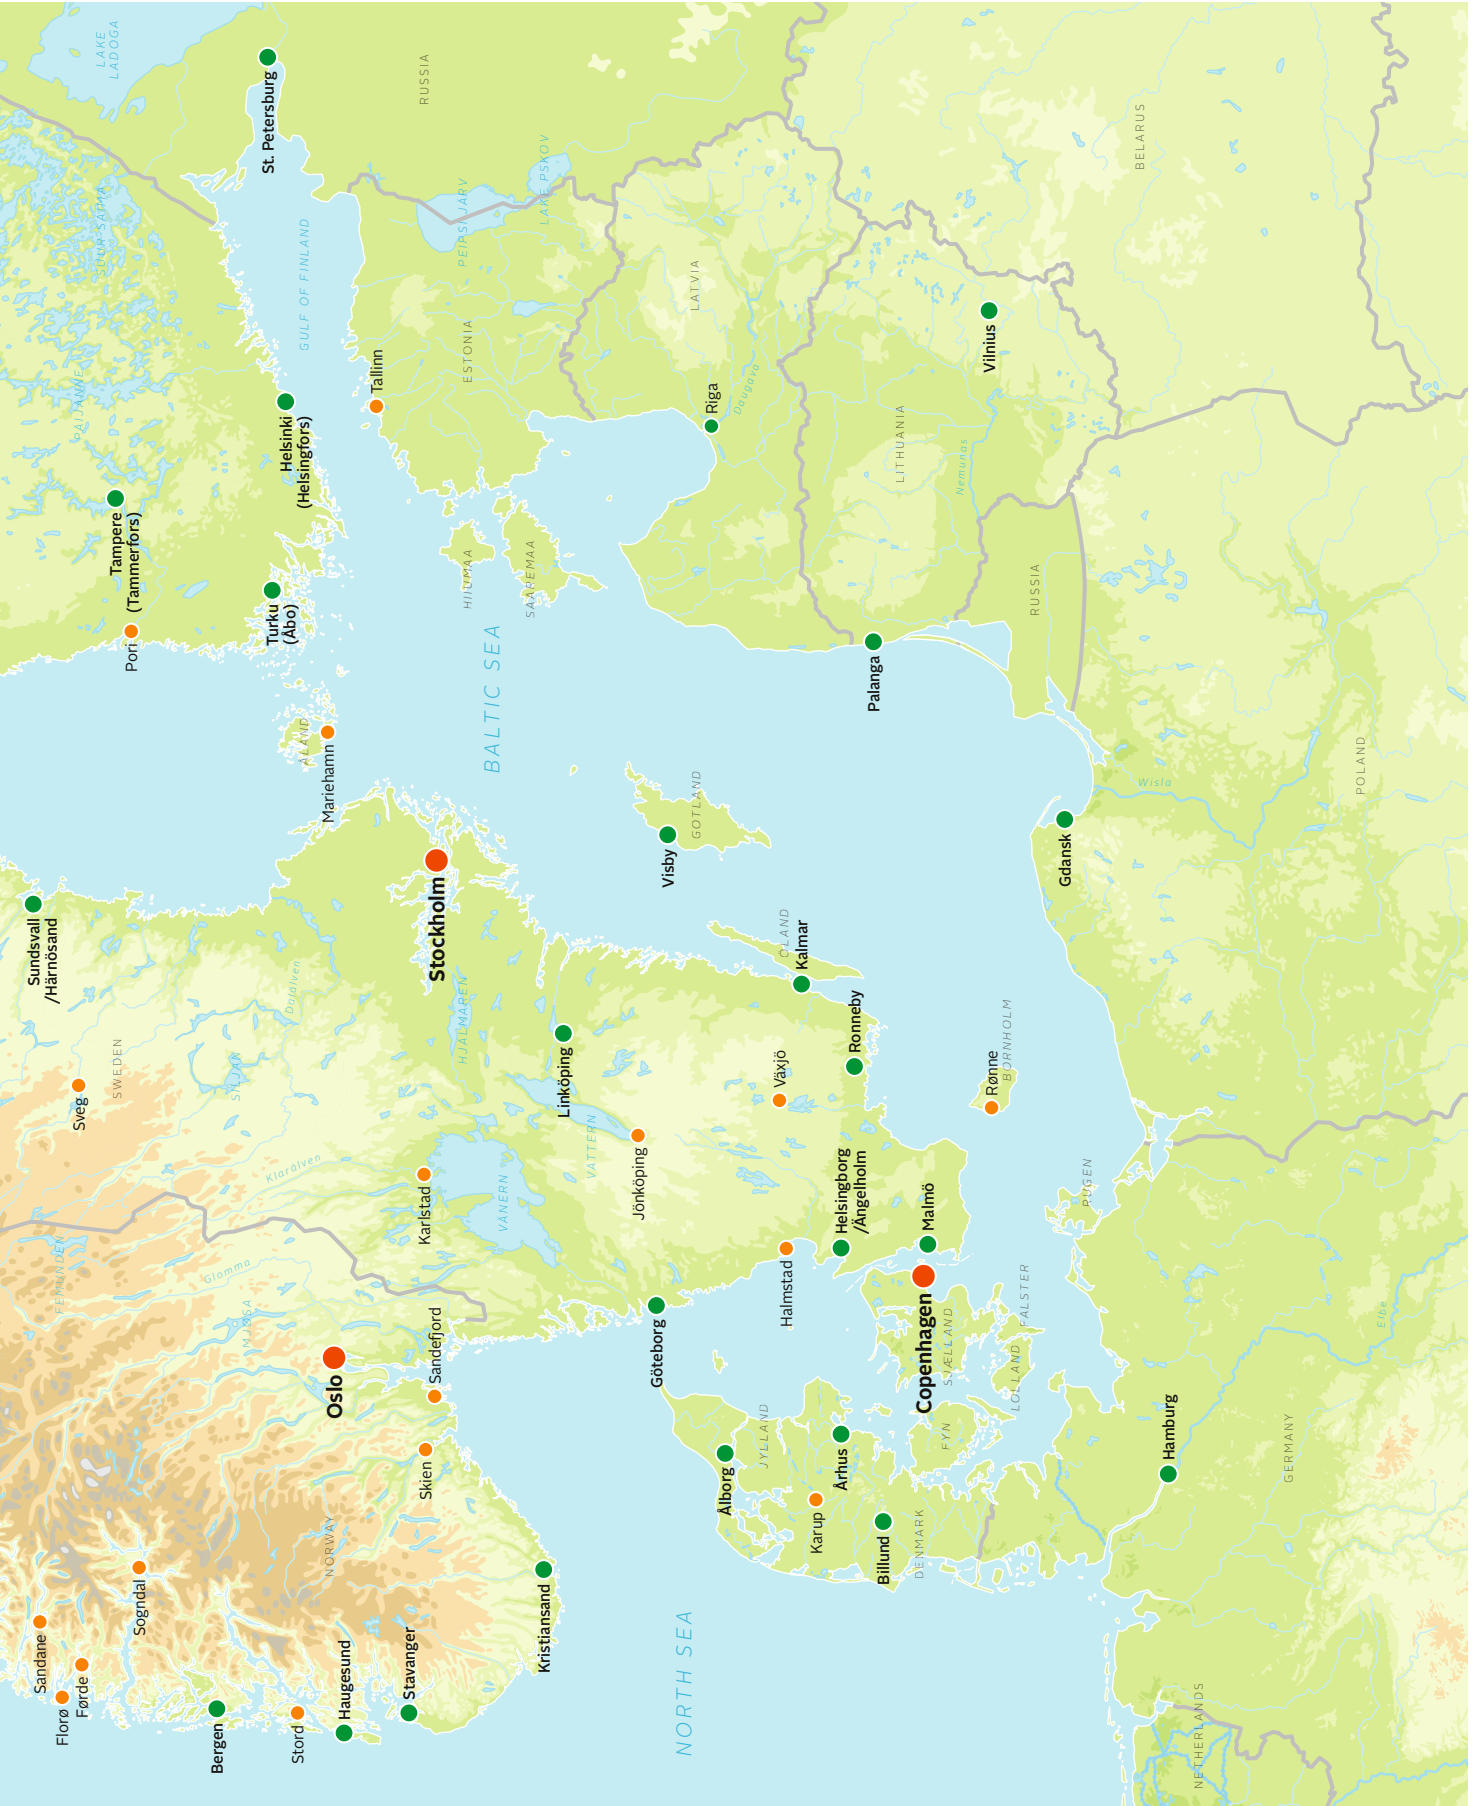 Sandane
Florø
Førde
FEMUNDEN
Sveg
SWEDEN
Sundsvall
/Härnösand
PÄIJÄNNE
SUUR-SAIMA
LAKE
LADOGA
Sogndal
Pori
Tampere
(Tammerfors)
Bergen
MJØSA
Glomma
SILJAN
Klarälven
Dalälven
Turku
(Åbo)
Helsinki
(Helsingfors)
GULF OF FINLAND
St. Petersburg
Stord
Haugesund
NORWAY
Oslo
Mariehamn
ÅLAND
Tallinn
Stavanger
Skien
Sandefjord
Karlstad
Stockholm
HJÄLMAREN
RUSSIA
HIIUMAA
ESTONIA
PEIPSI JÄRV
VÄNERN
BALTIC SEA
SAAREMAA
LAKE PSKOV
Kristiansand
Linköping
VÄTTERN
Jönköping
Göteborg
Visby
GOTLAND
NORTH SEA
Riga
LATVIA
Daugava
Ålborg
JYLLAND
Halmstad
Växjö
ÖLAND
Kalmar
Karup
Århus
Helsingborg
/Ängelholm
Ronneby
Palanga
LITHUANIA
Billund
DENMARK
Copenhagen
Malmö
FYN
SJÆLLAND
Nemunas
Vilnius
Rønne
BORNHOLM
LOLLAND
FALSTER
RUSSIA
Gdansk
RUGEN
BELARUS
Hamburg
Wisla
NETHERLANDS
GERMANY
POLAND
Elbe